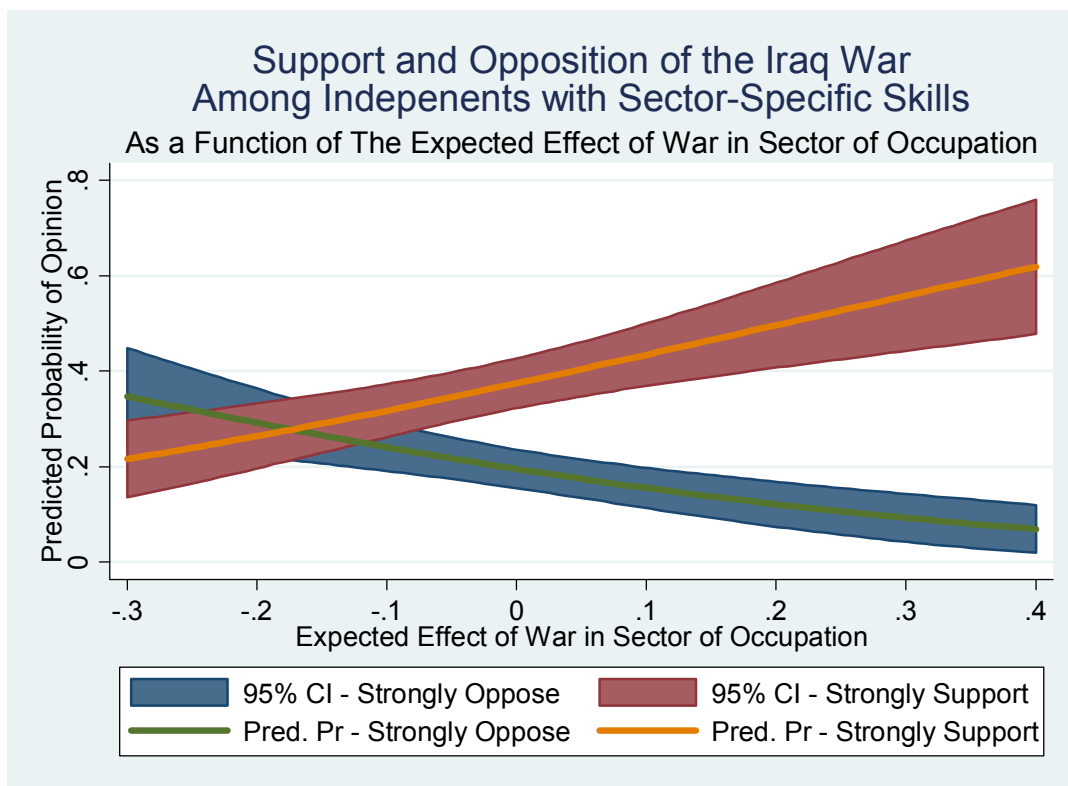 Support and Opposition of the Iraq War
Among Indepenents with Sector-Specific Skills
As a Function of The Expected Effect of War in Sector of Occupation
Predicted Probability of Opinion
.8
.6
.4
.2
0
-.3 -.2 -.1 0 .1 .2 .3 .4
Expected Effect of War in Sector of Occupation
95% CI - Strongly Oppose 95% CI - Strongly Support
Pred. Pr - Strongly Oppose Pred. Pr - Strongly Support